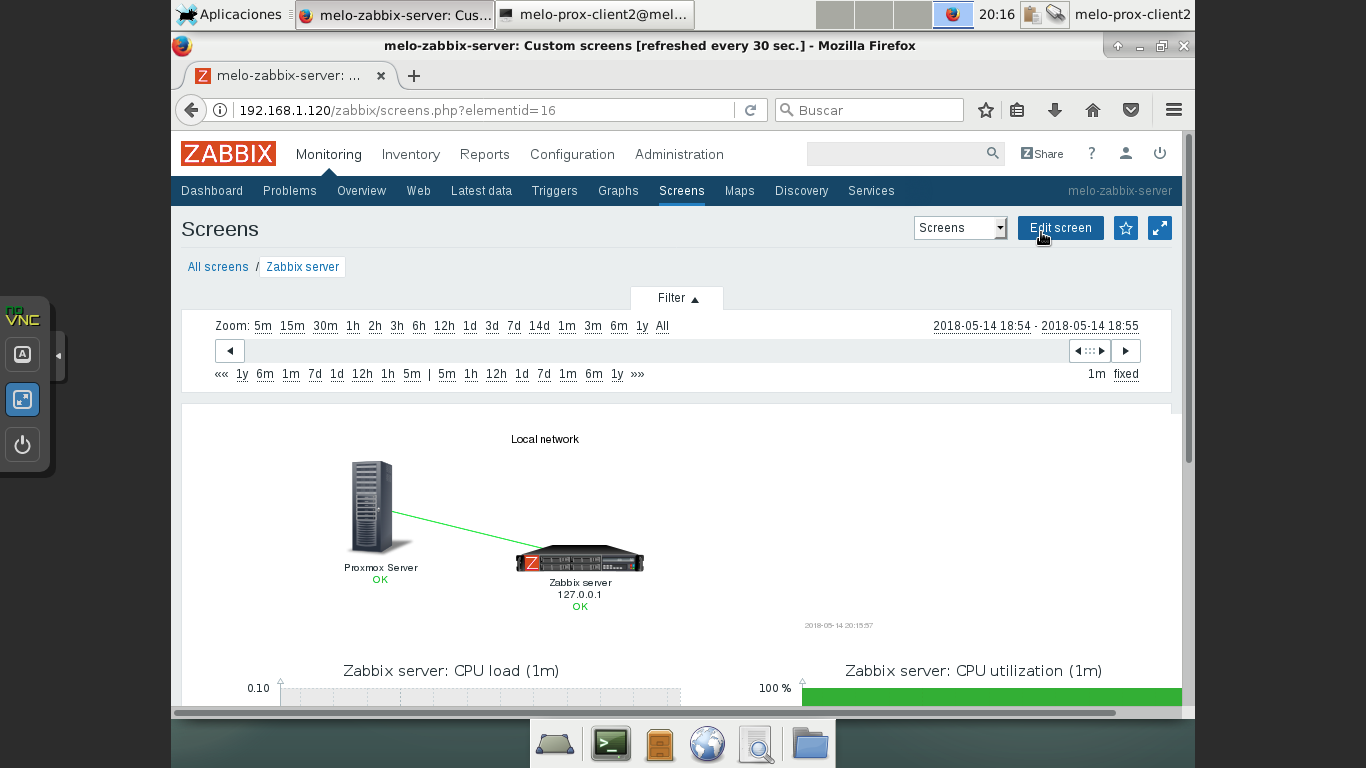 Aplicaciones melo-zabbix-server: Cus... melo-prox-client2@mel... 20:16 melo-prox-client2
melo-zabbix-server: Custom screens [refreshed every 30 sec.] - Mozilla Firefox
Z melo-zabbix-server: ...
192.168.1.120/zabbix/screens.php?elementid=16 Buscar
ZABBIX Monitoring Inventory Reports Configuration Administration Z Share ?
Dashboard Problems Overview Web Latest data Triggers Graphs Screens Maps Discovery Services melo-zabbix-server
Screens Screens Edit screen
All screens / Zabbix server
Filter
noVNC
A
Zoom: 5m 15m 30m 1h 2h 3h 6h 12h 1d 3d 7d 14d 1m 3m 6m 1y All 2018-05-14 18:54 - 2018-05-14 18:55
«« 1y 6m 1m 7d 1d 12h 1h 5m | 5m 1h 12h 1d 7d 1m 6m 1y »» 1m fixed
Local network
Z
Proxmox Server
OK
Zabbix server
127.0.0.1
OK
2018-05-14 20:15:57
Zabbix server: CPU load (1m) Zabbix server: CPU utilization (1m)
0.10 100 %